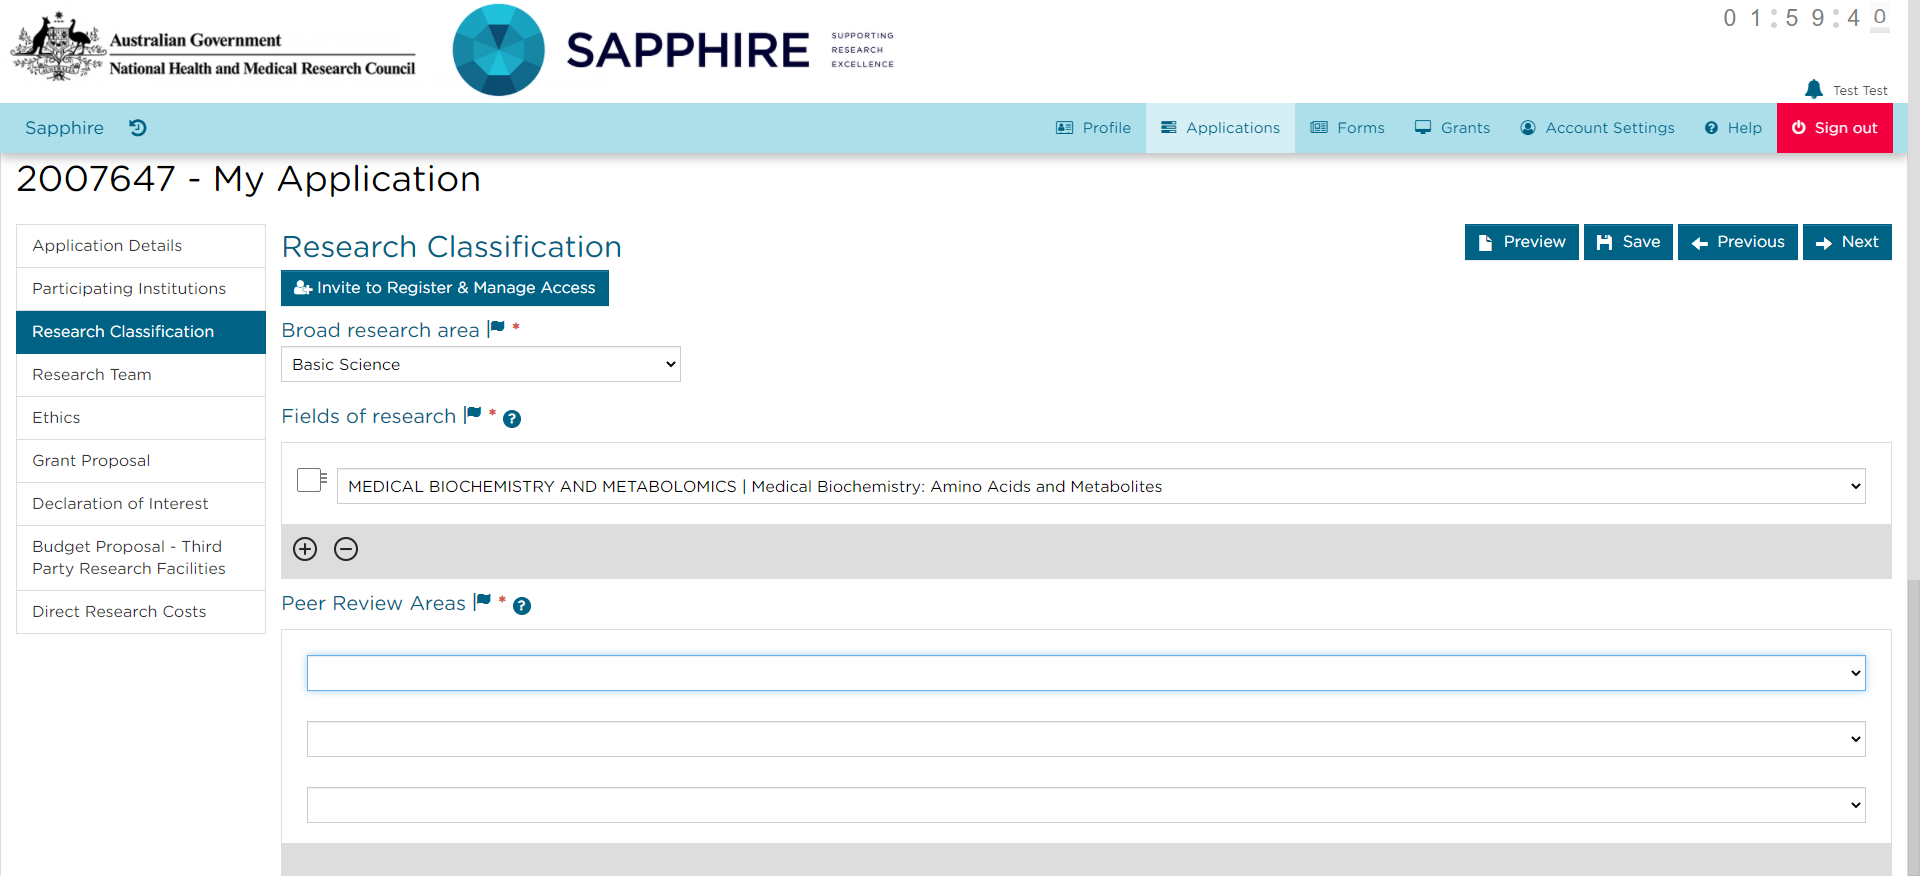 Australian Government
National Health and Medical Research Council
SAPPHIRE
SUPPORTING
RESEARCH
EXCELLENCE
01:59:40
Test Test
Sapphire
Profile
Applications
Forms
Grants
Account Settings
Help
Sign out
2007647 - My Application
Application Details
Participating Institutions
Research Classification
Research Team
Ethics
Grant Proposal
Declaration of Interest
Budget Proposal - Third
Party Research Facilities
Direct Research Costs
Research Classification
Preview
Save
Previous
Next
Invite to Register & Manage Access
Broad research area *
Basic Science
Fields of research * ?
MEDICAL BIOCHEMISTRY AND METABOLOMICS | Medical Biochemistry: Amino Acids and Metabolites
Peer Review Areas * ?